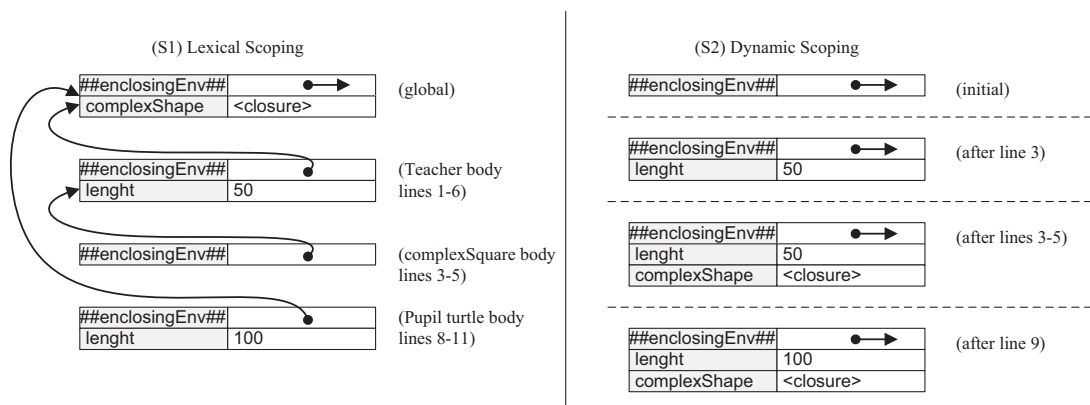 (S1) Lexical Scoping
##enclosingEnv##
(global)
complexShape <closure>
##enclosingEnv##
(Teacher body
lenght 50
lines 1-6)
##enclosingEnv##
(complexSquare body
lines 3-5)
##enclosingEnv##
(Pupil turtle body
lenght 100
lines 8-11)
(S2) Dynamic Scoping
##enclosingEnv##
(initial)
##enclosingEnv##
(after line 3)
lenght 50
##enclosingEnv##
(after lines 3-5)
lenght 50
complexShape <closure>
##enclosingEnv##
(after line 9)
lenght 100
complexShape <closure>